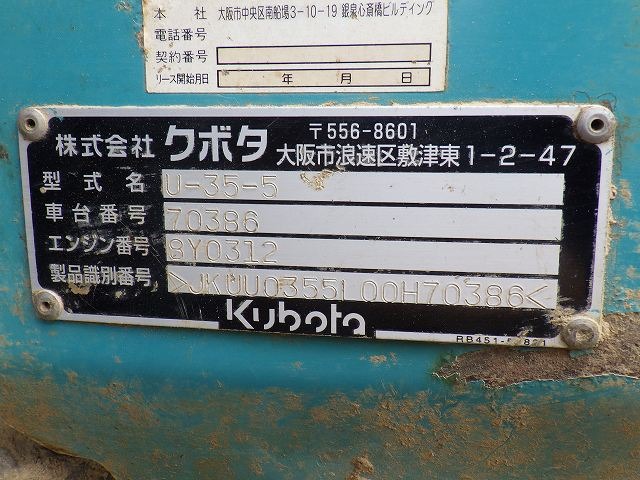 本 社 大阪市中央区南船場3-10-19 銀泉心斎橋ビルディング
電話番号
契約番号
リース開始月日 年 月 日
株式会社 クボタ 〒556-8601
大阪市浪速区敷津東1-2-47
型式名 U-35-5
車台番号 70386
エンジン番号 8Y0312
製品識別番号 >JKUU0355L00H70386<
Kubota